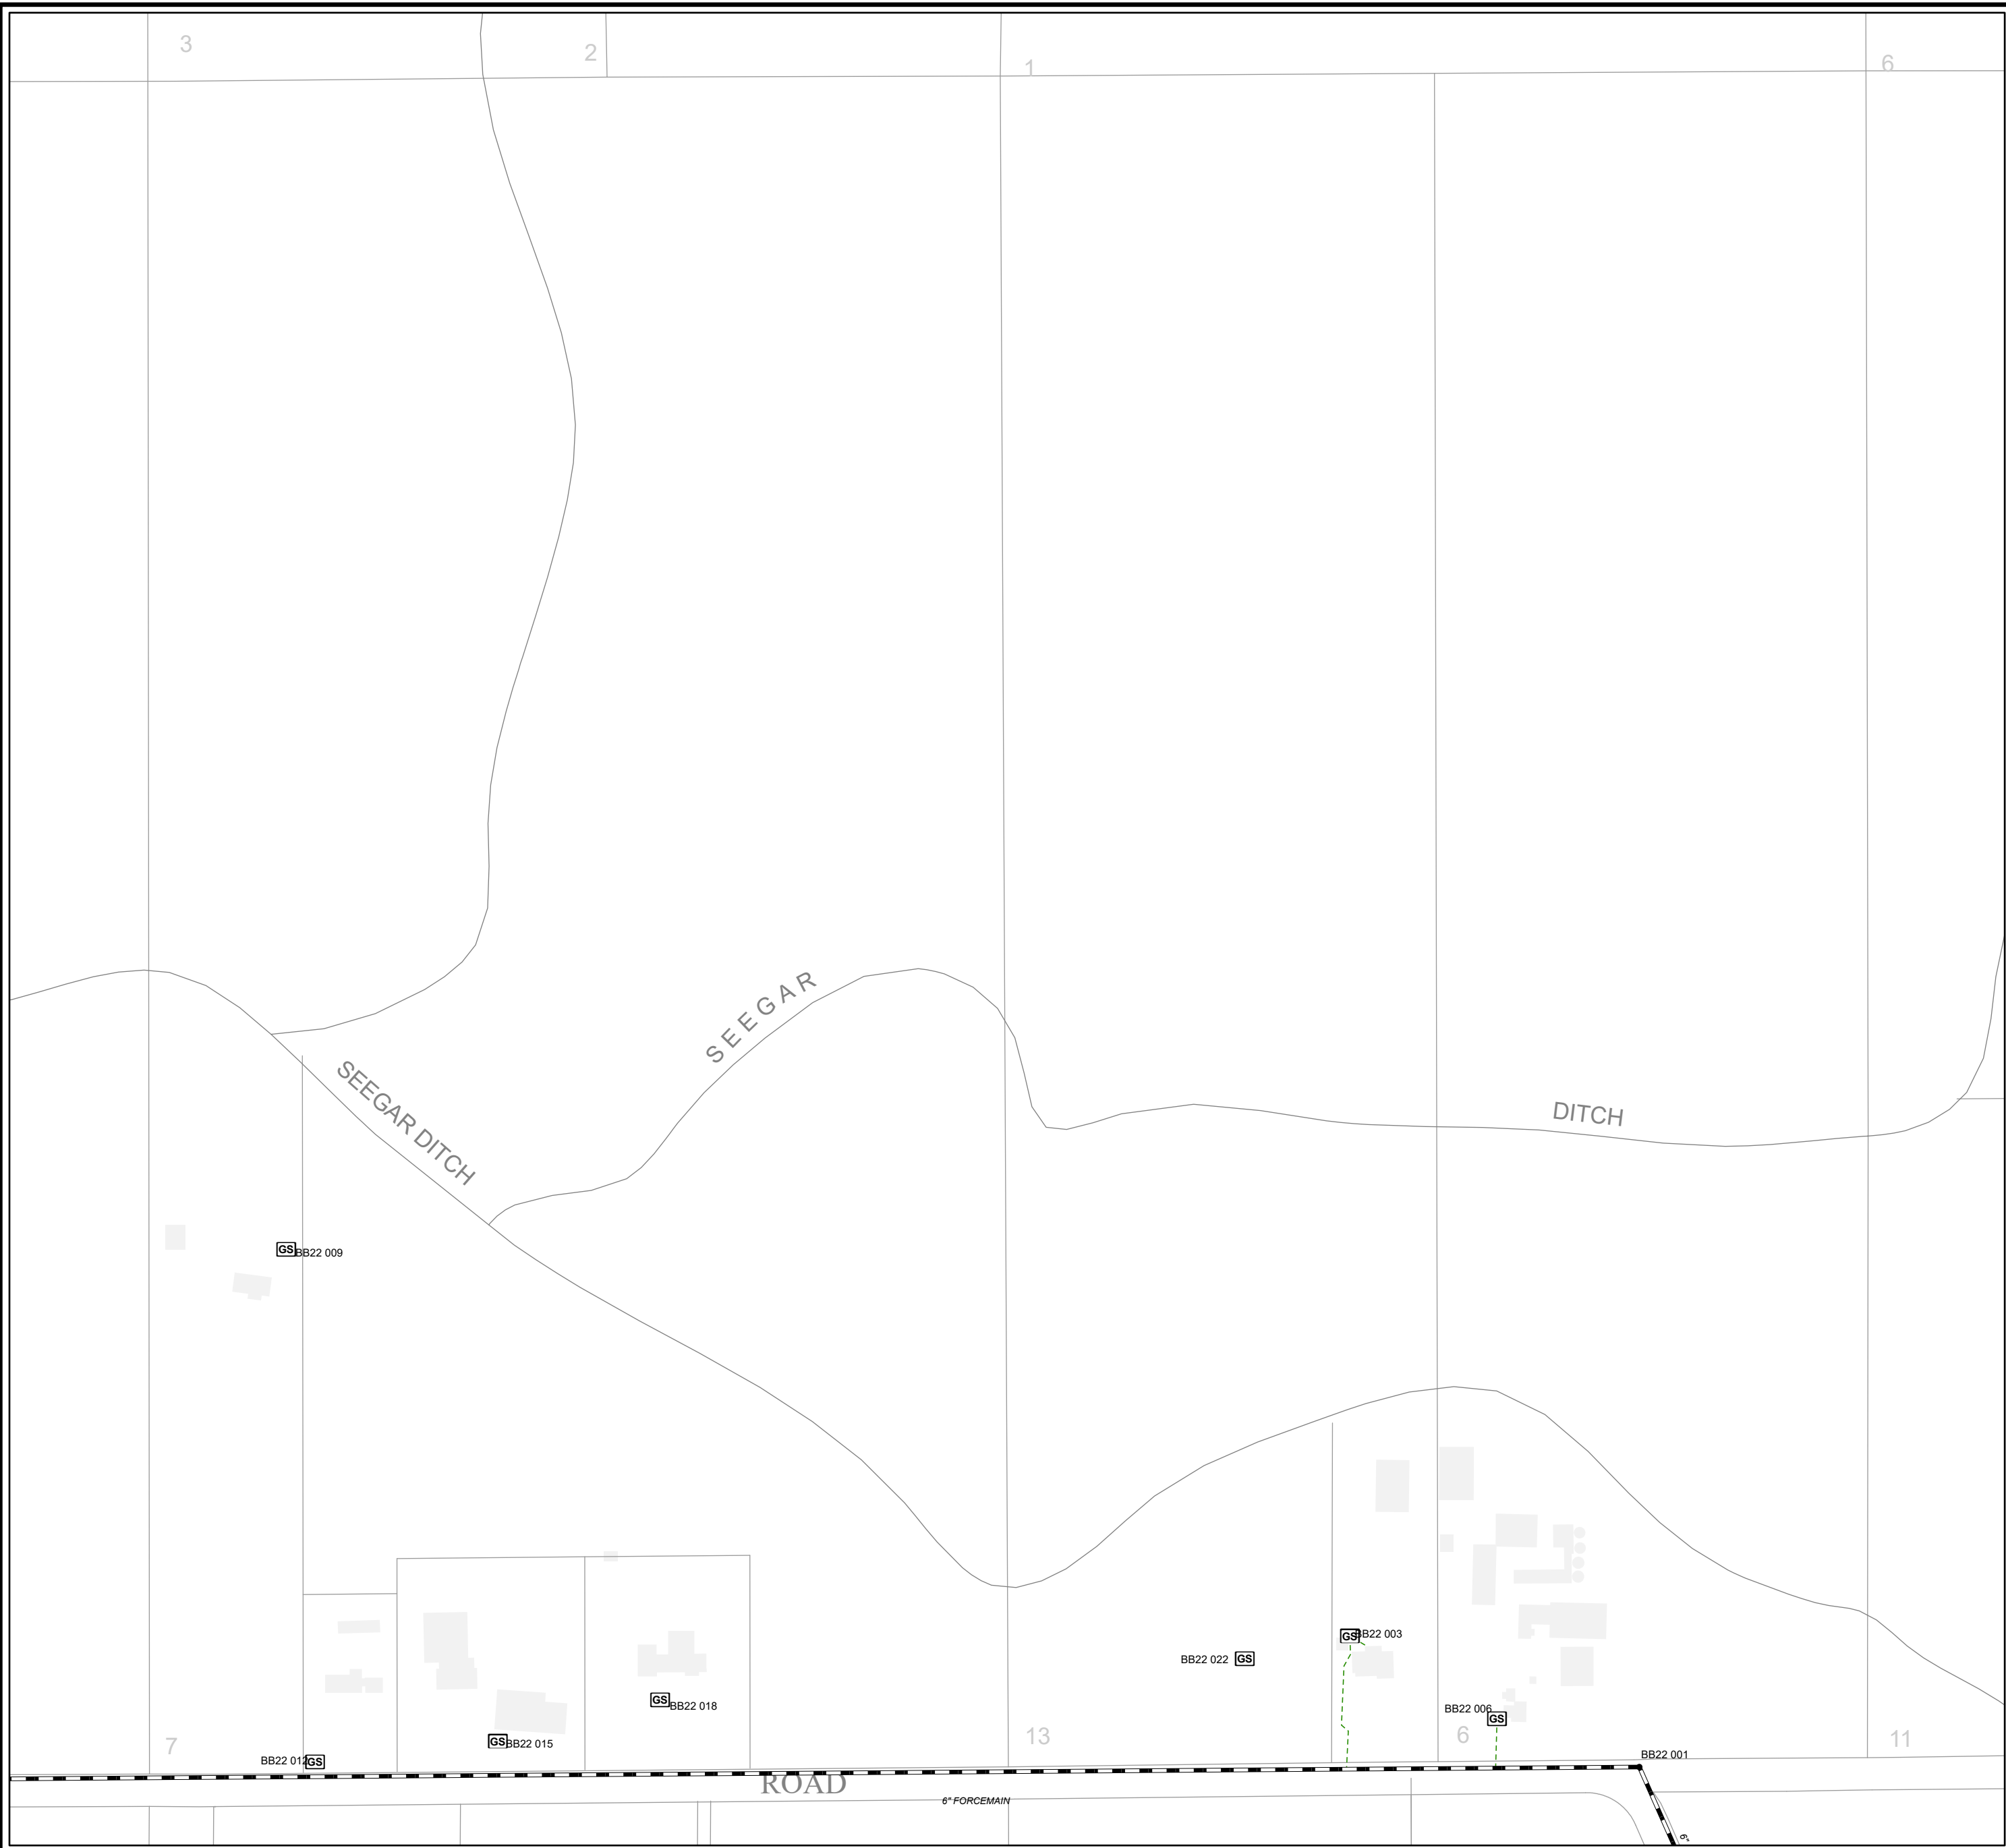 3
2
1
6
SEEGAR
SEEGAR DITCH
DITCH
GS BB22 009
GS BB22 003
BB22 022 GS
GS BB22 018
BB22 006 GS
GS BB22 015
BB22 012 GS
7
13
6
11
BB22 001
ROAD
6" FORCEMAIN
6"